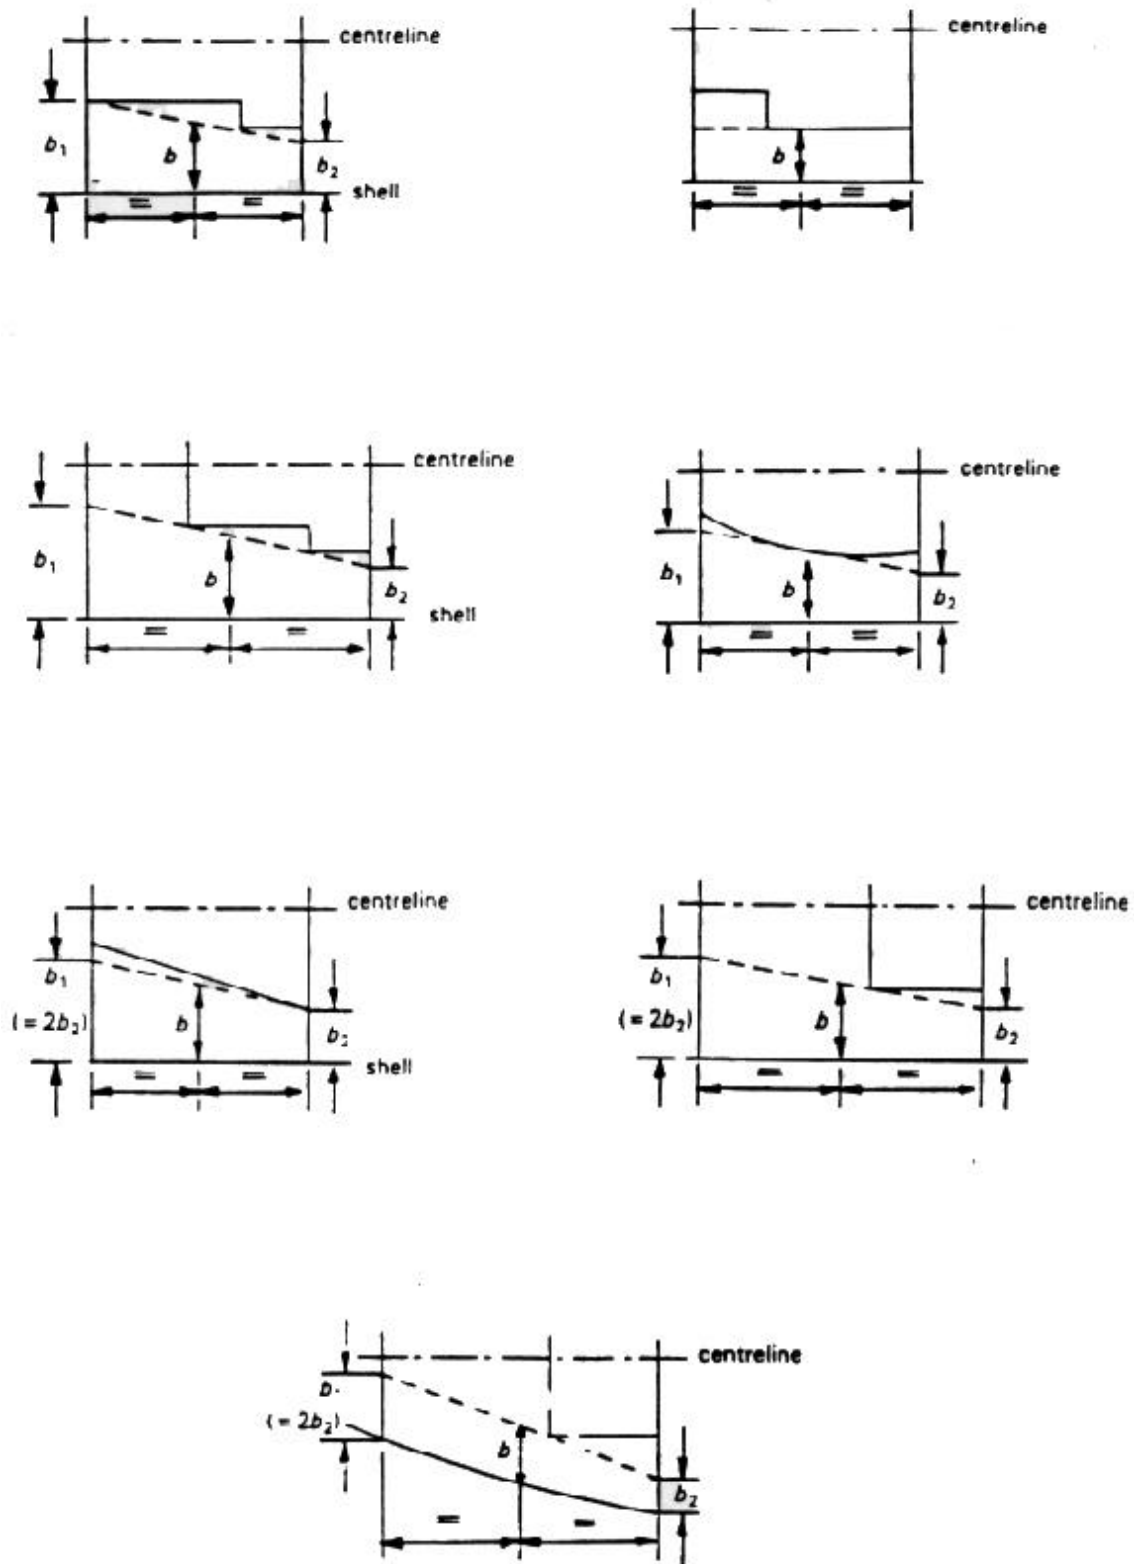 centreline
b₁
b
b₂
shell
=
=
centreline
b
=
=
centreline
b₁
b
b₂
shell
=
=
centreline
b₁
b
b₂
=
=
centreline
b₁
(=2b₂)
b
b₂
shell
=
=
centreline
b₁
(=2b₂)
b
b₂
=
=
centreline
(=2b₂)
b
b₂
=
=